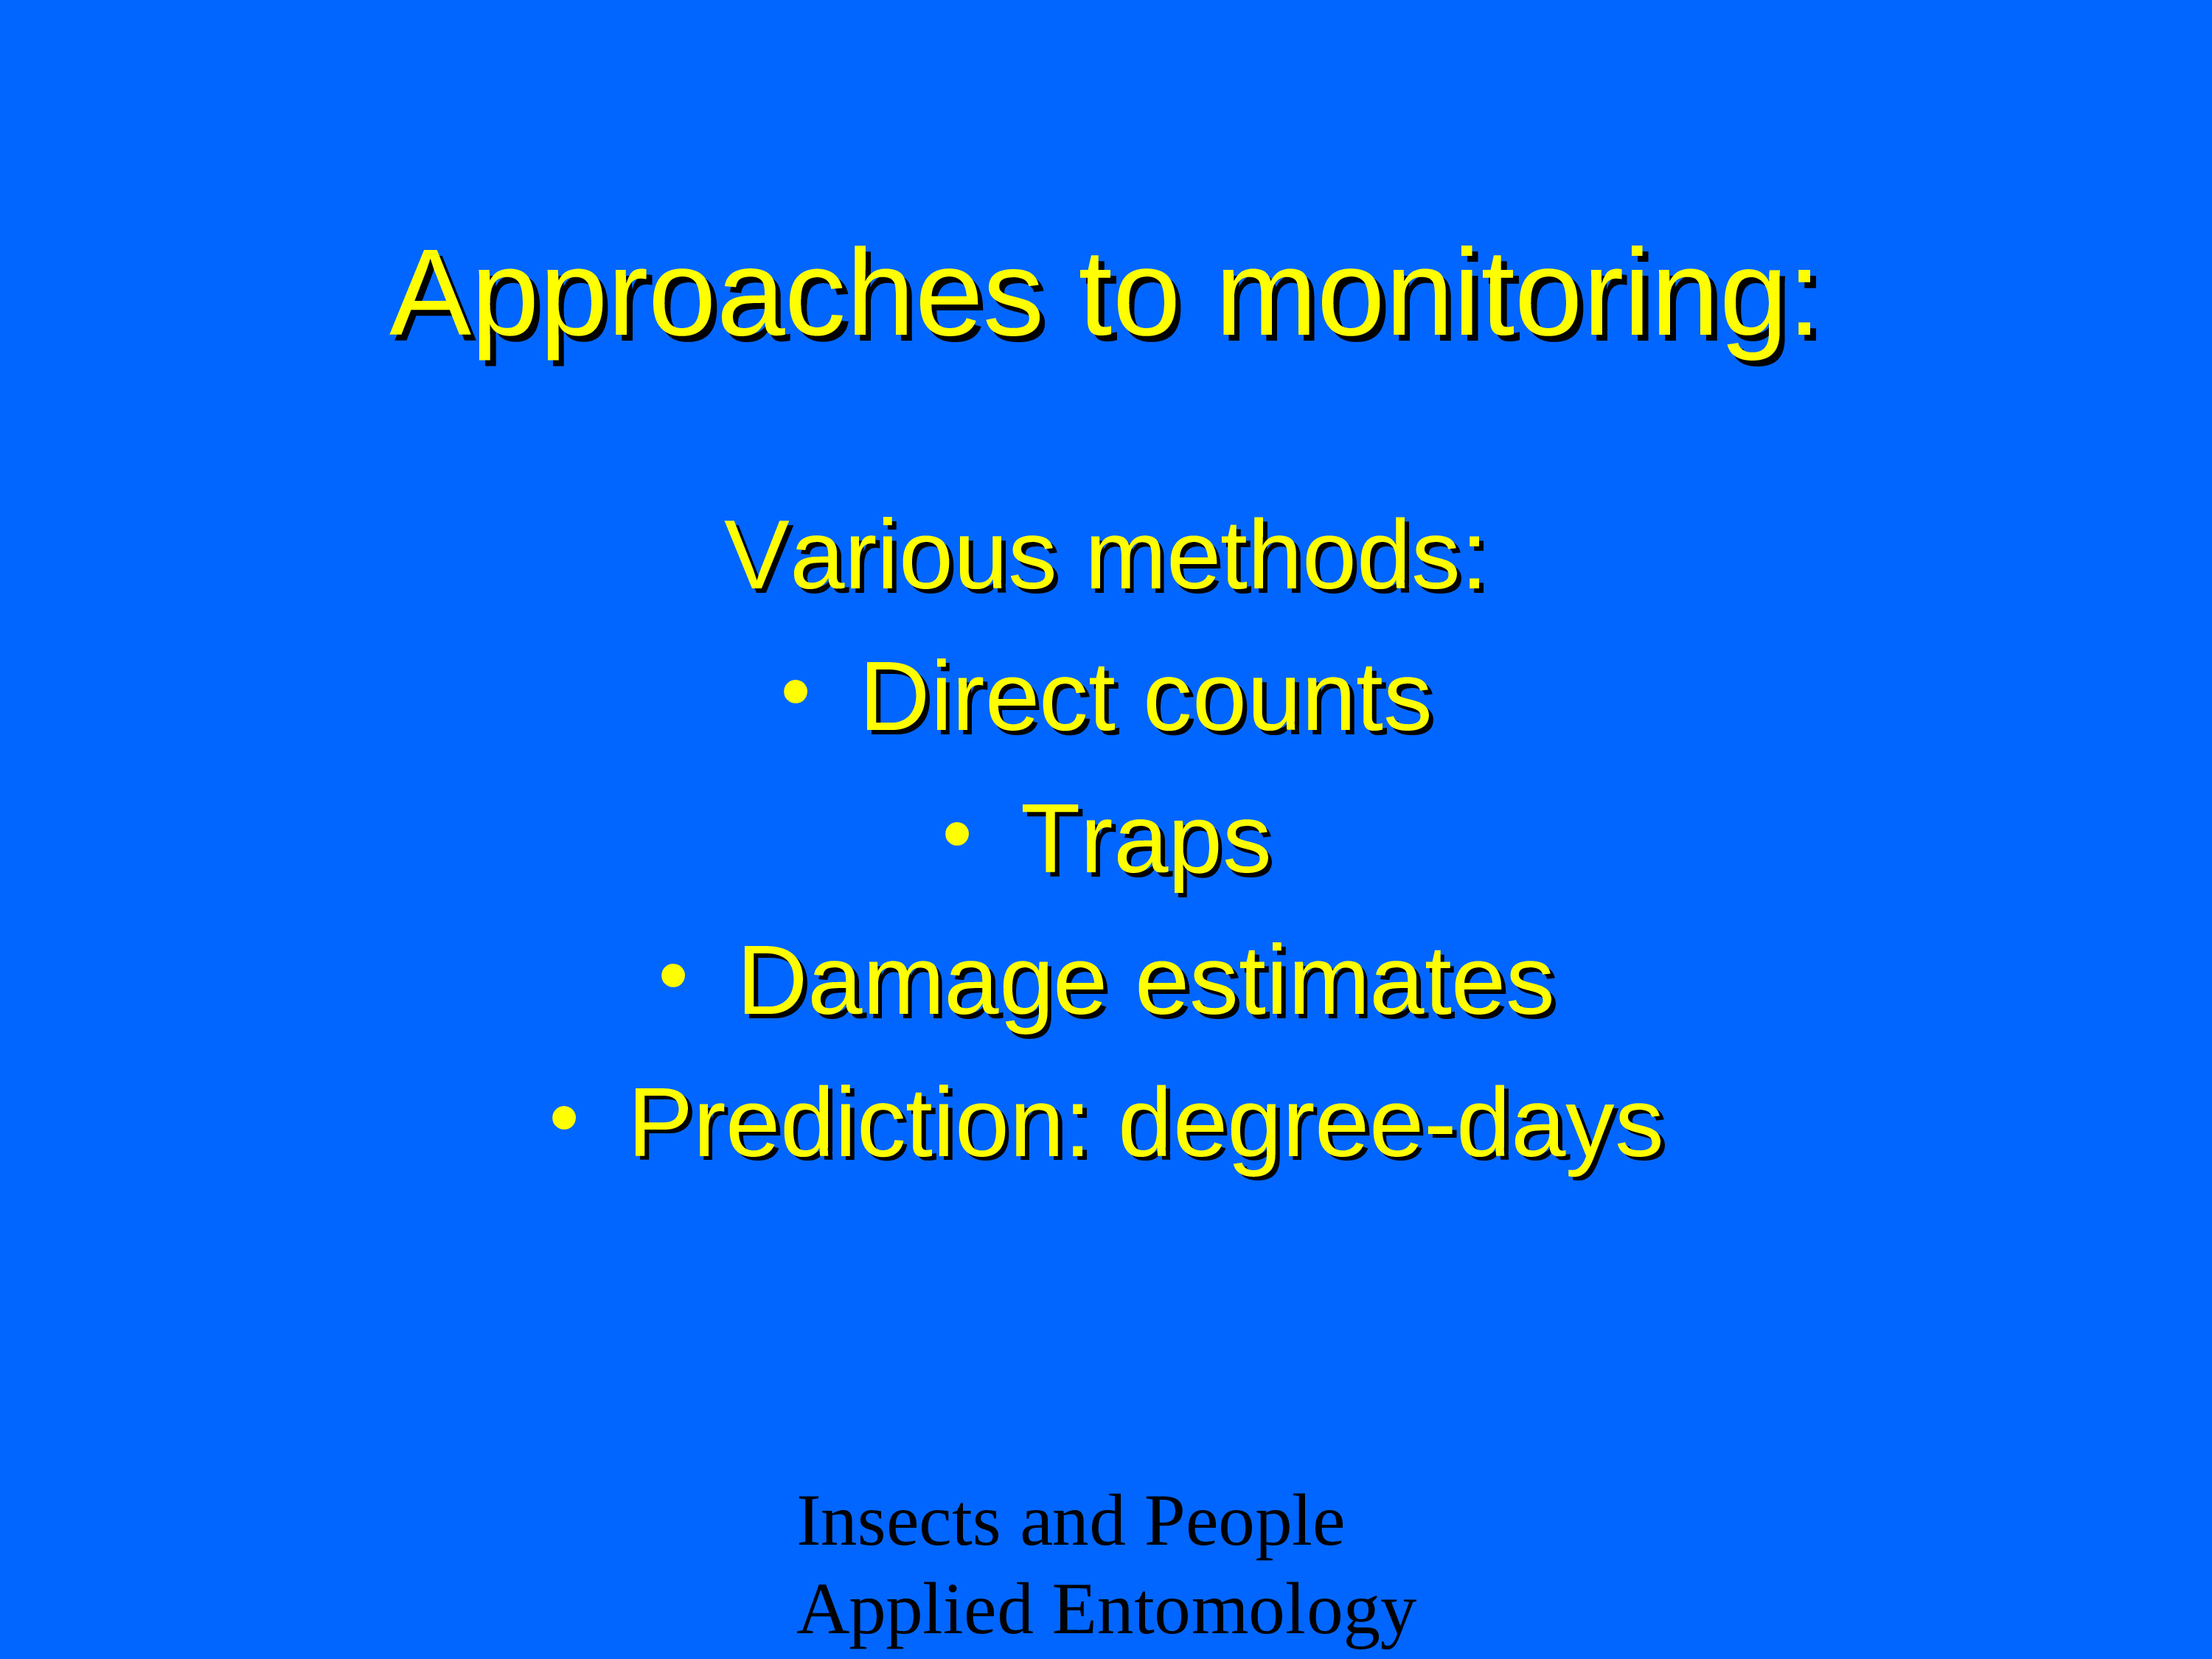 Approaches to monitoring:
Various methods:
• Direct counts
• Traps
• Damage estimates
• Prediction: degree-days
Insects and People
Applied Entomology